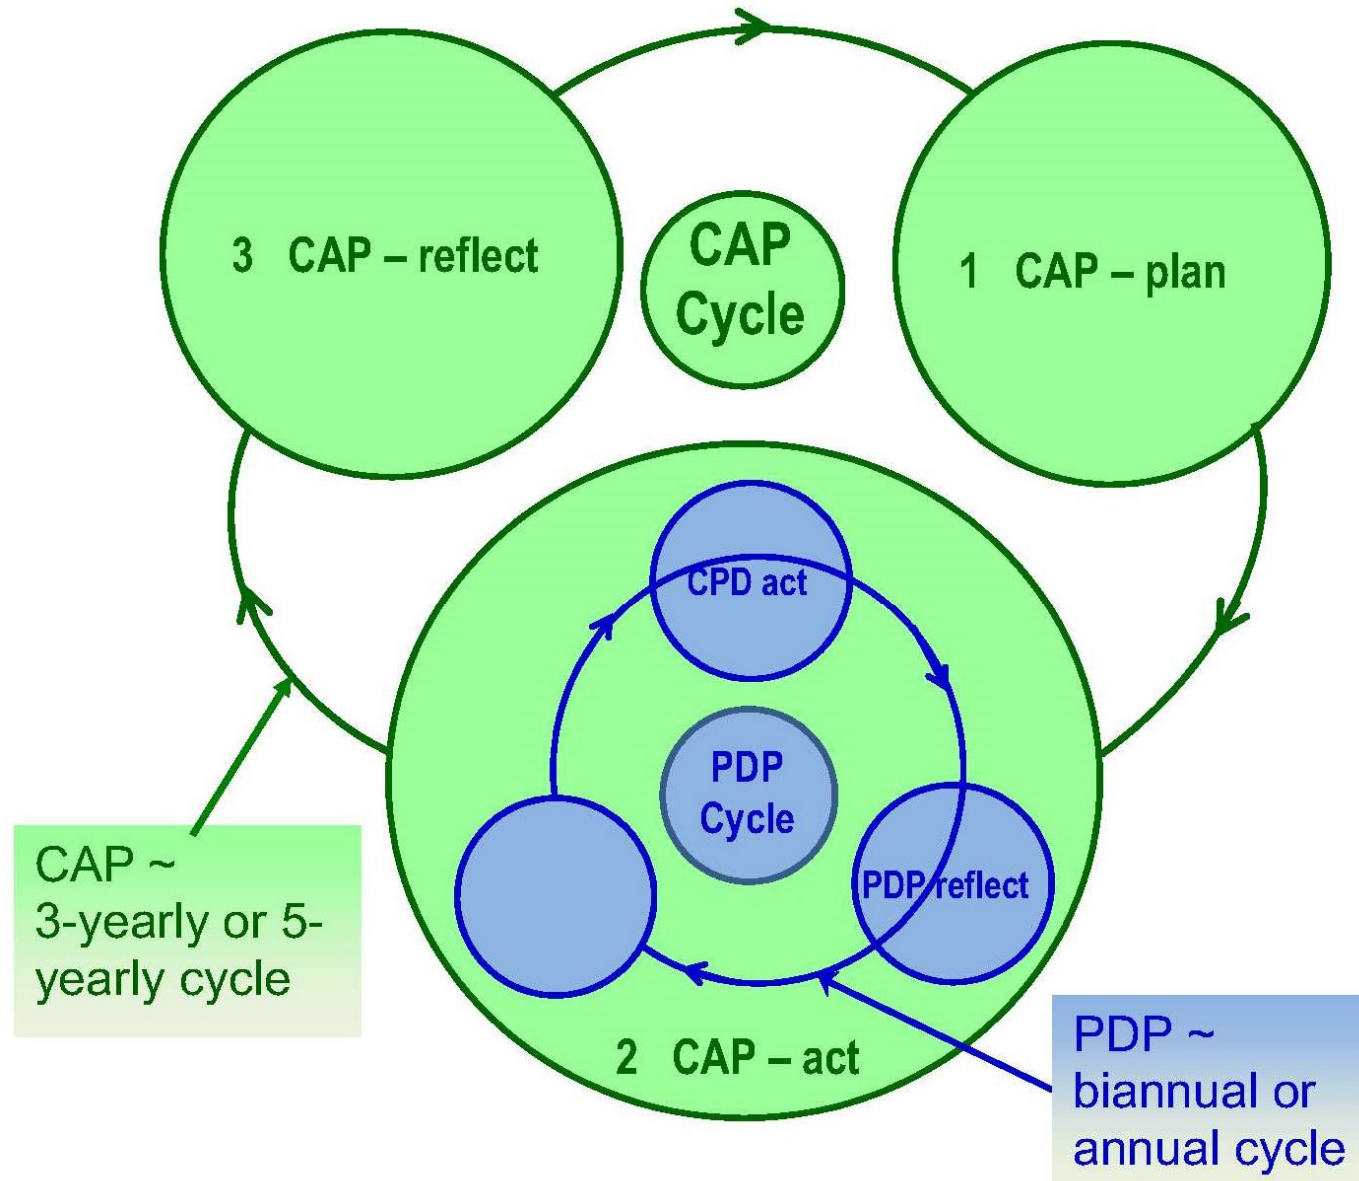 CAP
Cycle
3 CAP – reflect
1 CAP – plan
CPD act
PDP
Cycle
PDP reflect
2 CAP – act
CAP ~
3-yearly or 5-
yearly cycle
PDP ~
biannual or
annual cycle